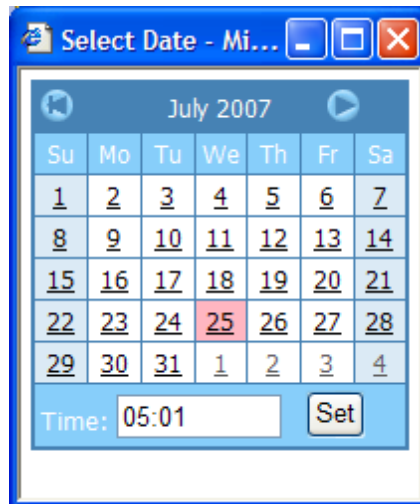 Select Date - Mi...
July 2007
Su Mo Tu We Th Fr Sa
1 2 3 4 5 6 7
8 9 10 11 12 13 14
15 16 17 18 19 20 21
22 23 24 25 26 27 28
29 30 31 1 2 3 4
Time: 05:01 Set